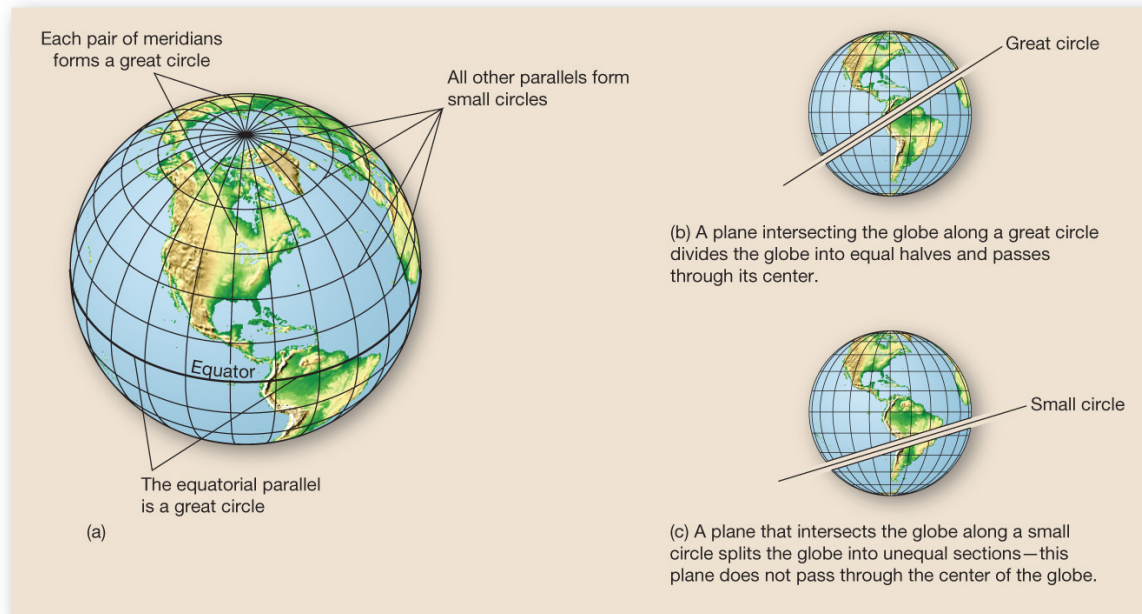 Each pair of meridians
forms a great circle
All other parallels form
small circles
Equator
The equatorial parallel
is a great circle
(a)
Great circle
(b) A plane intersecting the globe along a great circle
divides the globe into equal halves and passes
through its center.
Small circle
(c) A plane that intersects the globe along a small
circle splits the globe into unequal sections—this
plane does not pass through the center of the globe.